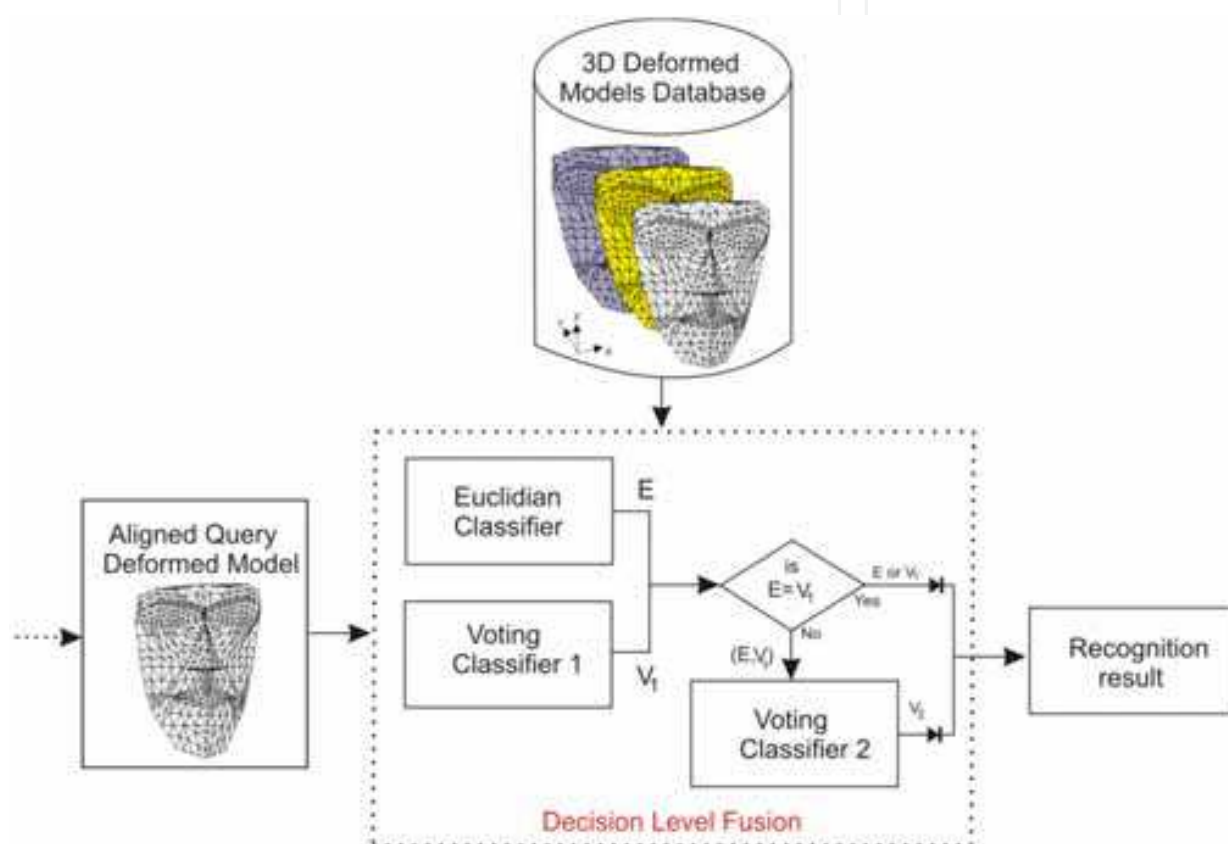 3D Deformed
Models Database
Aligned Query
Deformed Model
Euclidian
Classifier
E
Voting
Classifier 1
V₁
is
E=V₁
E or V₁
Yes
No
(E,V₁)
Voting
Classifier 2
V₂
Recognition
result
Decision Level Fusion